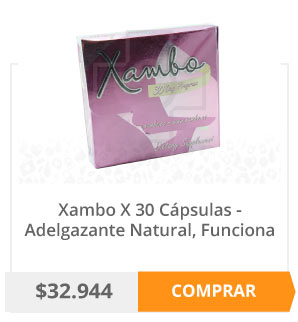 Xambo
Xambo X 30 Cápsulas -
Adelgazante Natural, Funciona
$32.944
COMPRAR